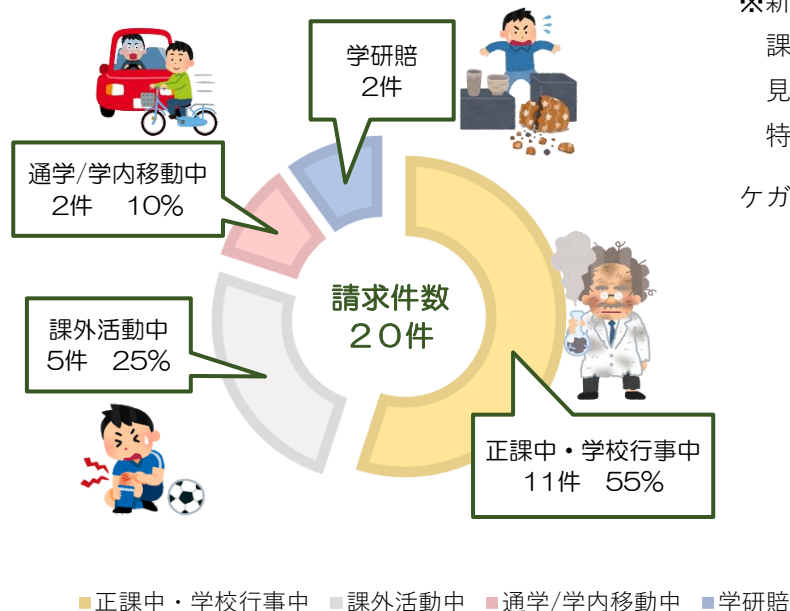 ※新
課
見
特
ケガ
学研賠
2件
通学/学内移動中
2件 10%
請求件数
20件
課外活動中
5件 25%
正課中・学校行事中
11件 55%
正課中・学校行事中 課外活動中 通学/学内移動中 学研賠